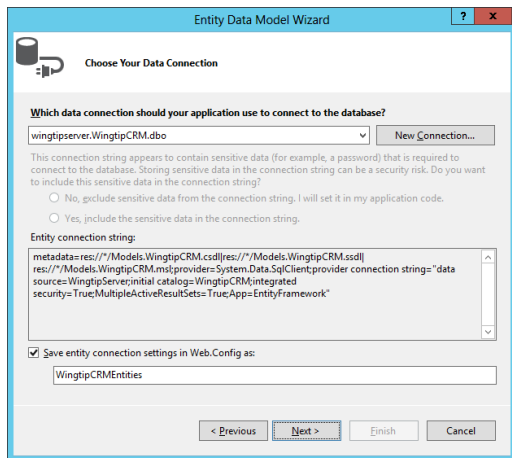 Entity Data Model Wizard
? x
Choose Your Data Connection
Which data connection should your application use to connect to the database?
wingtipserver.WingtipCRM.dbo
New Connection...
This connection string appears to contain sensitive data (for example, a password) that is required to
connect to the database. Storing sensitive data in the connection string can be a security risk. Do you want
to include this sensitive data in the connection string?
No, exclude sensitive data from the connection string. I will set it in my application code.
Yes, include the sensitive data in the connection string.
Entity connection string:
metadata=res://*/Models.WingtipCRM.csdl|res://*/Models.WingtipCRM.ssdl|
res://*/Models.WingtipCRM.msl;provider=System.Data.SqlClient;provider connection string="data
source=WingtipServer;initial catalog=WingtipCRM;integrated
security=True;MultipleActiveResultSets=True;App=EntityFramework"
Save entity connection settings in Web.Config as:
WingtipCRMEntities
< Previous
Next >
Finish
Cancel